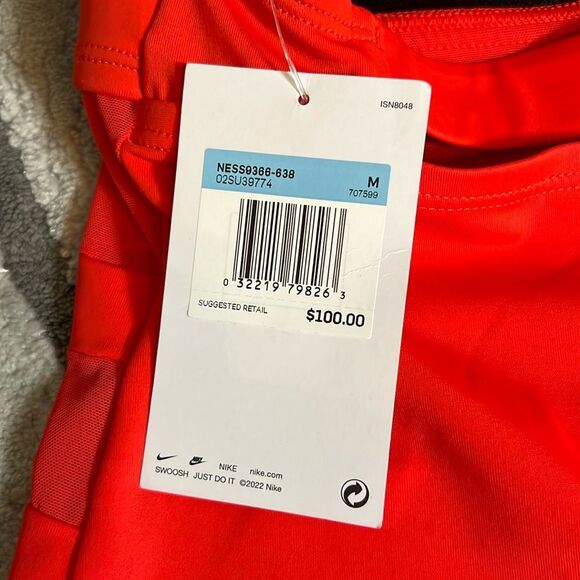 ISN8048
NESS9366-638
02SU39774
M
707599
0 32219 79826 3
SUGGESTED RETAIL
$100.00
NIKE nike.com
SWOOSH JUST DO IT ©2022 Nike